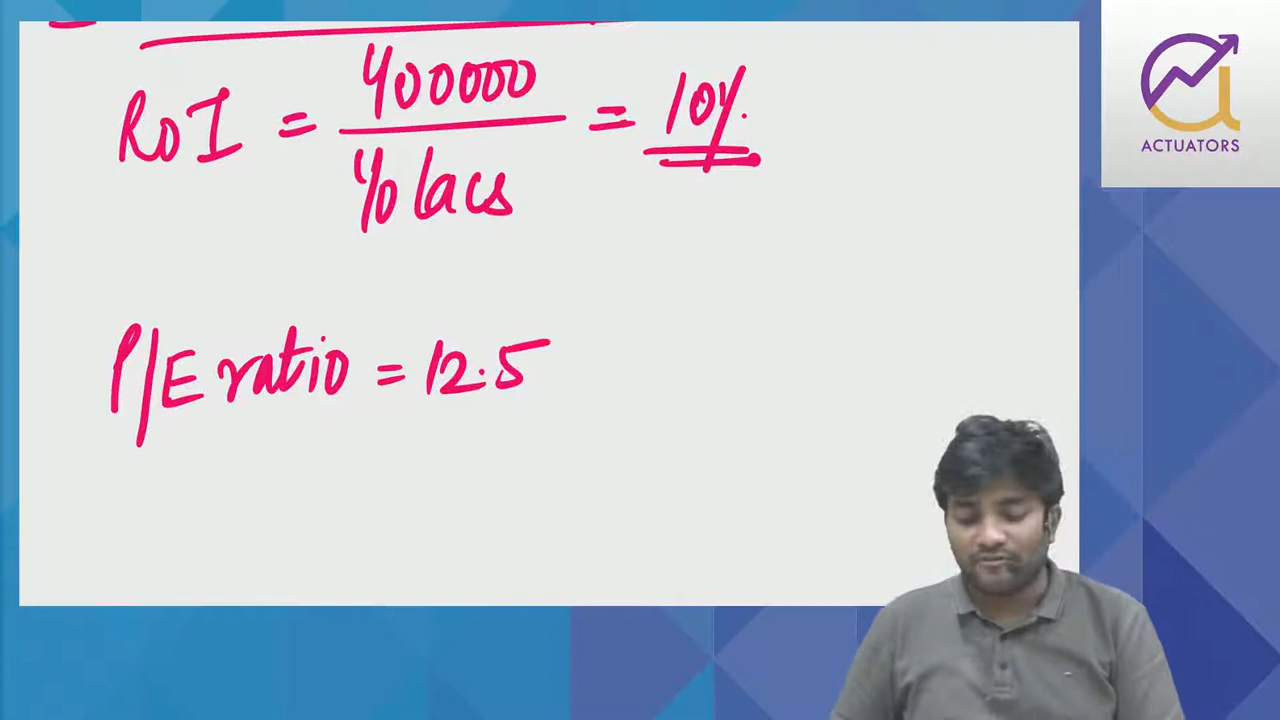 ROI = 400000 / 40 lacs = 10%.
P/E ratio = 12.5
ACTUATORS